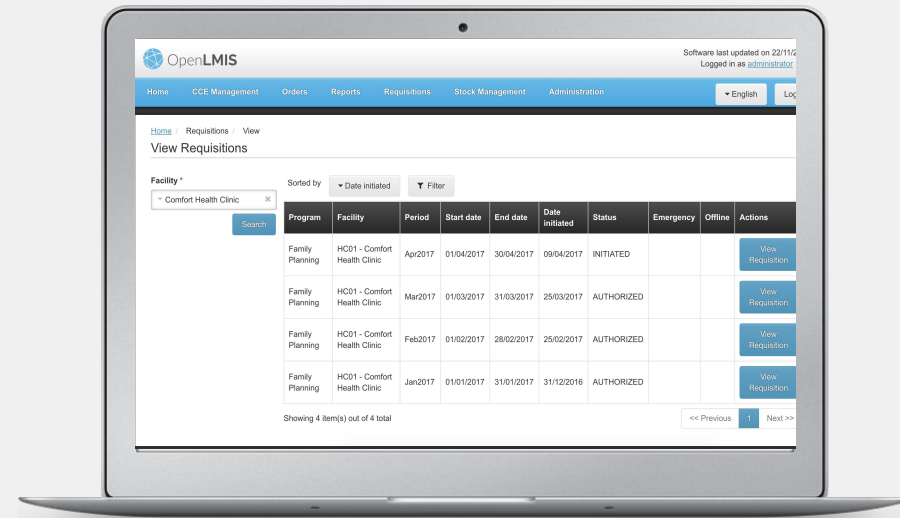 OpenLMIS
Software last updated on 22/11/2
Logged in as administrator
Home CCE Management Orders Reports Requisitions Stock Management Administration English Log
Home / Requisitions / View
View Requisitions
Facility *
Comfort Health Clinic
Search
Sorted by Date initiated Filter
Program Facility Period Start date End date Date initiated Status Emergency Offline Actions
Family Planning HC01 - Comfort Health Clinic Apr2017 01/04/2017 30/04/2017 09/04/2017 INITIATED View Requisition
Family Planning HC01 - Comfort Health Clinic Mar2017 01/03/2017 31/03/2017 25/03/2017 AUTHORIZED View Requisition
Family Planning HC01 - Comfort Health Clinic Feb2017 01/02/2017 28/02/2017 25/02/2017 AUTHORIZED View Requisition
Family Planning HC01 - Comfort Health Clinic Jan2017 01/01/2017 31/01/2017 31/12/2016 AUTHORIZED View Requisition
Showing 4 item(s) out of 4 total
<< Previous 1 Next >>